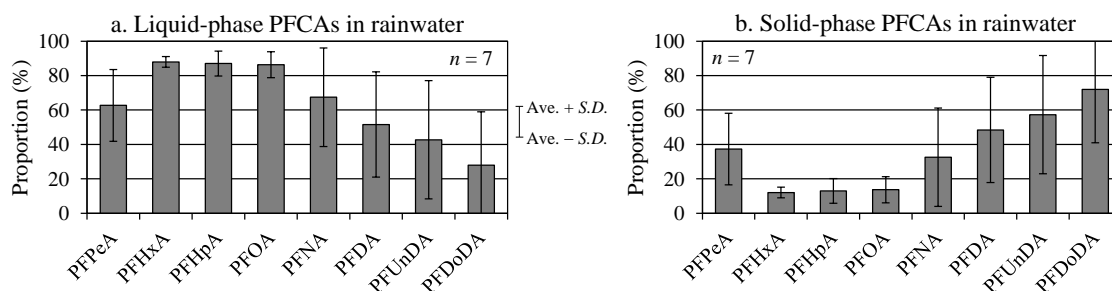 a. Liquid-phase PFCAs in rainwater
Proportion (%)
100
80
60
40
20
0
n = 7
PFPeA
PFHxA
PFHpA
PFOA
PFNA
PFDA
PFUnDA
PFDoDA
Ave. + S.D.
Ave. − S.D.
b. Solid-phase PFCAs in rainwater
Proportion (%)
100
80
60
40
20
0
n = 7
PFPeA
PFHxA
PFHpA
PFOA
PFNA
PFDA
PFUnDA
PFDoDA